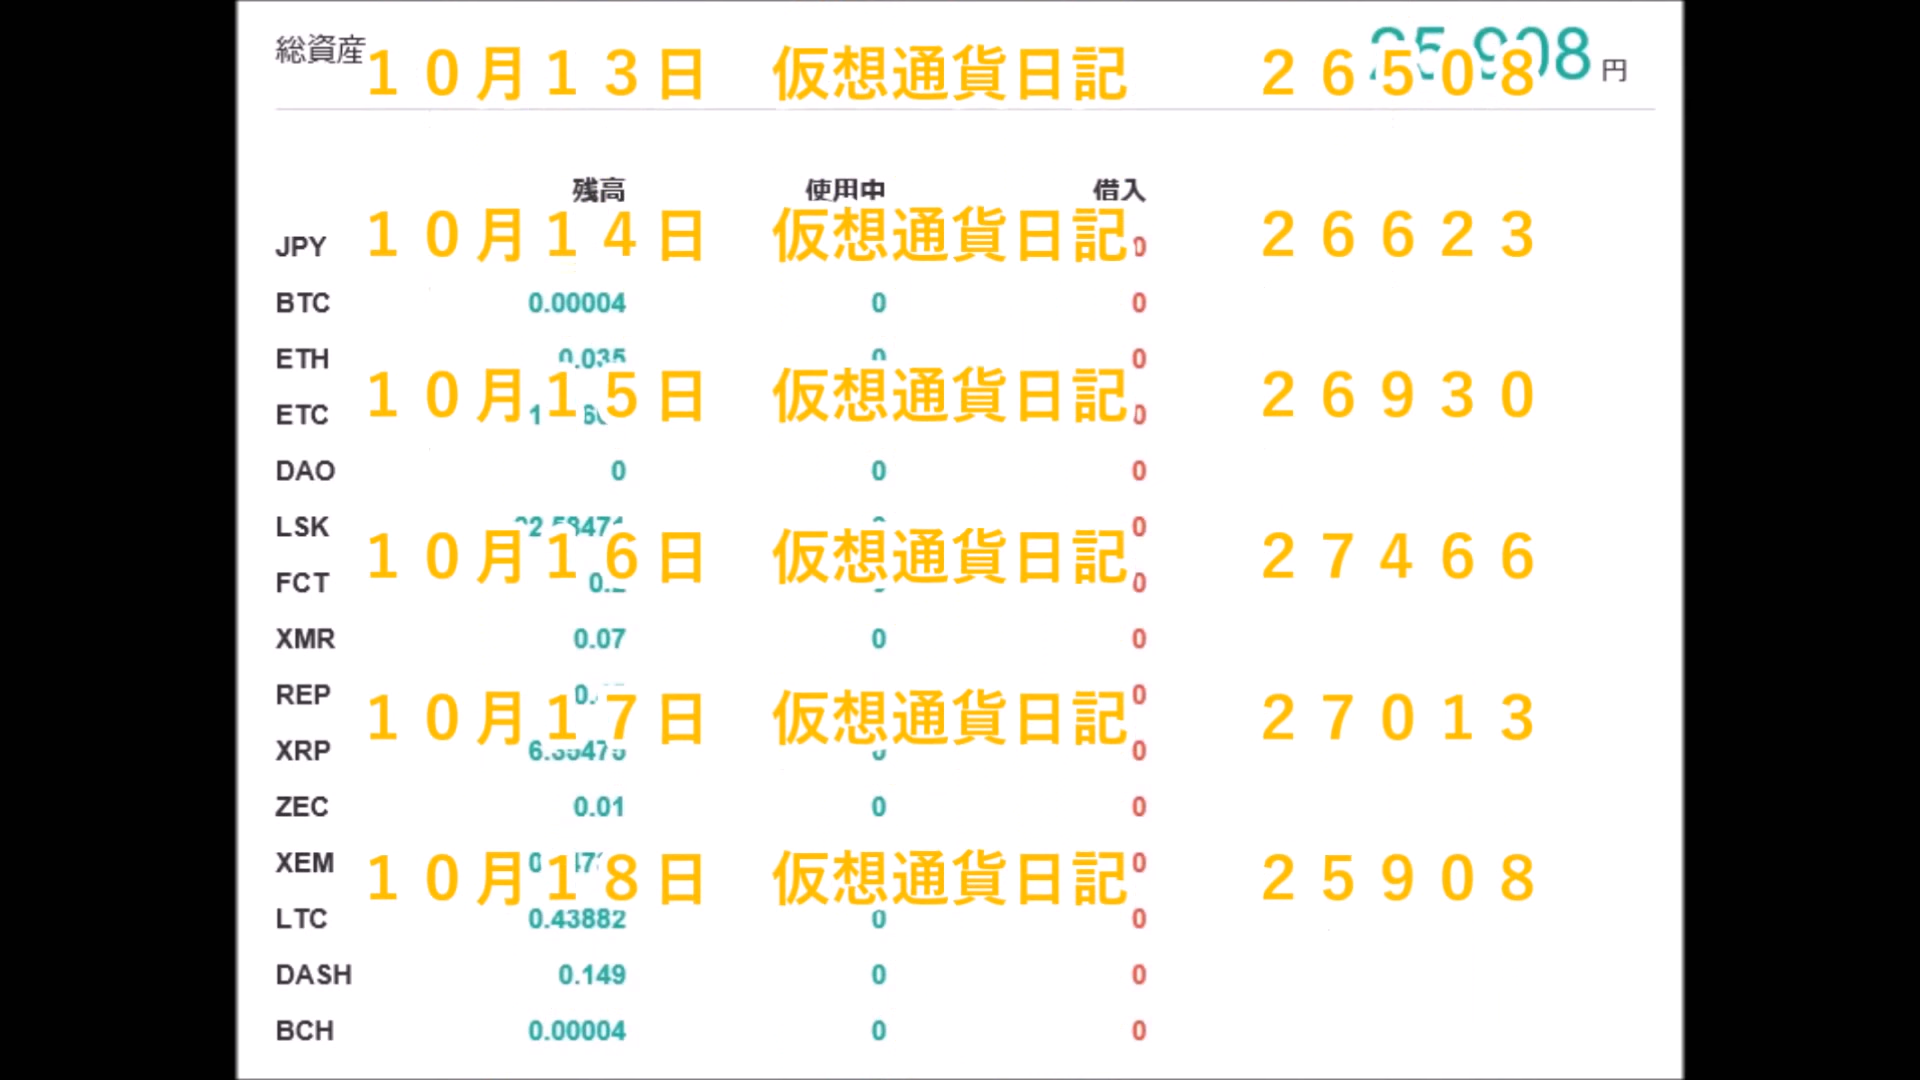 総資産
10月13日 仮想通貨日記 26508
円
残高 使用中 借入
10月14日 仮想通貨日記 26623
JPY 0
BTC 0.00004 0 0
ETH 0.035 0 0
10月15日 仮想通貨日記 26930
ETC 0
DAO 0 0 0
LSK 0
10月16日 仮想通貨日記 27466
FCT 0
XMR 0.07 0 0
REP 0
10月17日 仮想通貨日記 27013
XRP 0
ZEC 0.01 0 0
XEM 0
10月18日 仮想通貨日記 25908
LTC 0.43882 0 0
DASH 0.149 0 0
BCH 0.00004 0 0